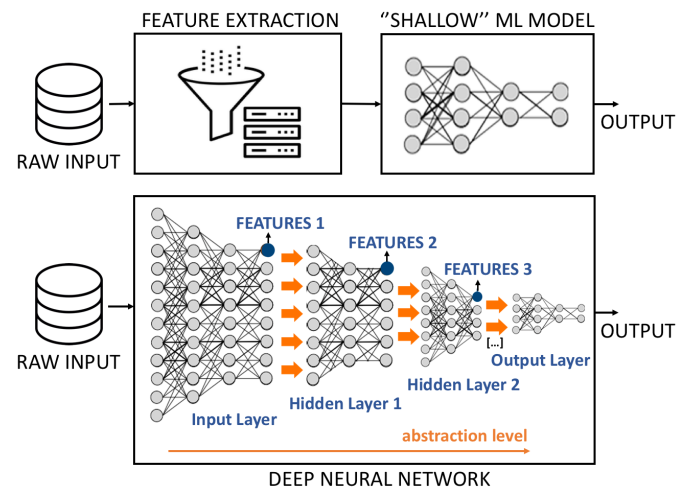 FEATURE EXTRACTION
‘’SHALLOW’’ ML MODEL
RAW INPUT
OUTPUT
FEATURES 1
FEATURES 2
FEATURES 3
RAW INPUT
OUTPUT
[...]
Input Layer
Hidden Layer 1
Hidden Layer 2
Output Layer
abstraction level
DEEP NEURAL NETWORK